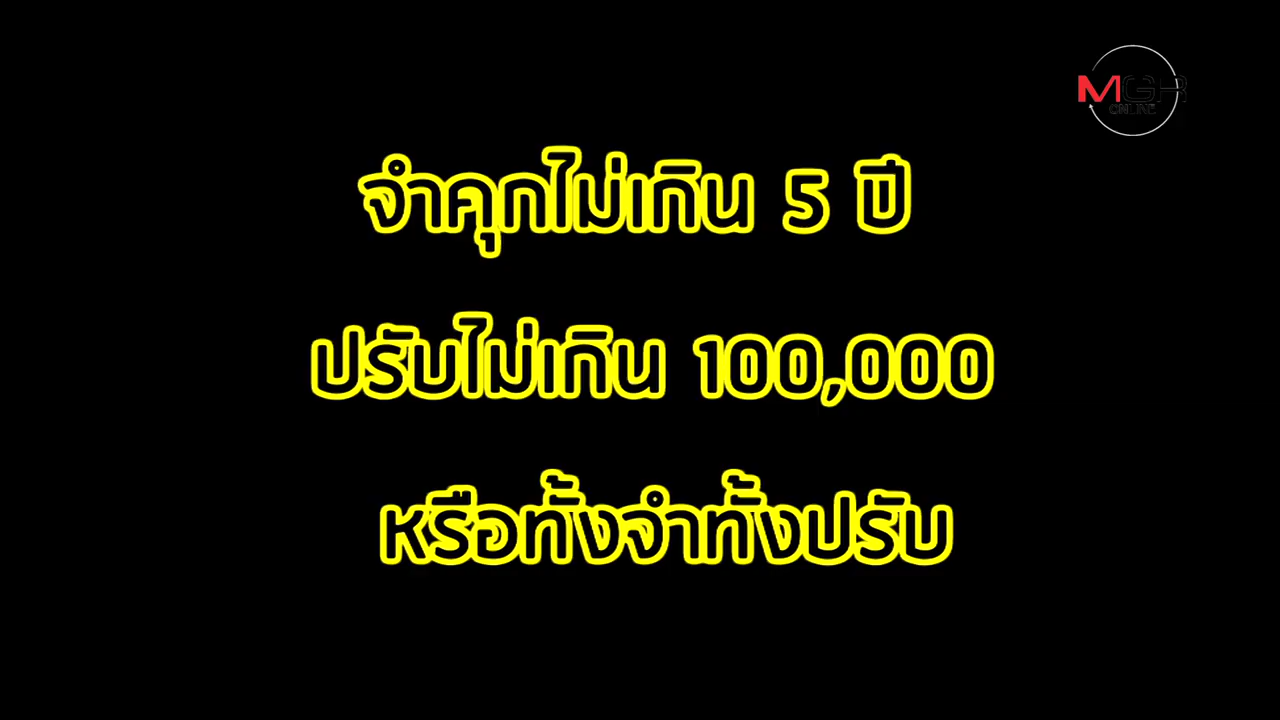 MGR
ONLINE
จำคุกไม่เกิน 5 ปี
ปรับไม่เกิน 100,000
หรือทั้งจำทั้งปรับ